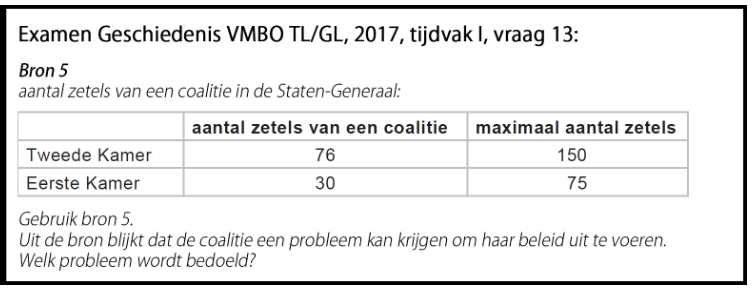 Examen Geschiedenis VMBO TL/GL, 2017, tijdvak I, vraag 13:
Bron 5
aantal zetels van een coalitie in de Staten-Generaal:
aantal zetels van een coalitie maximaal aantal zetels
Tweede Kamer 76 150
Eerste Kamer 30 75
Gebruik bron 5.
Uit de bron blijkt dat de coalitie een probleem kan krijgen om haar beleid uit te voeren.
Welk probleem wordt bedoeld?